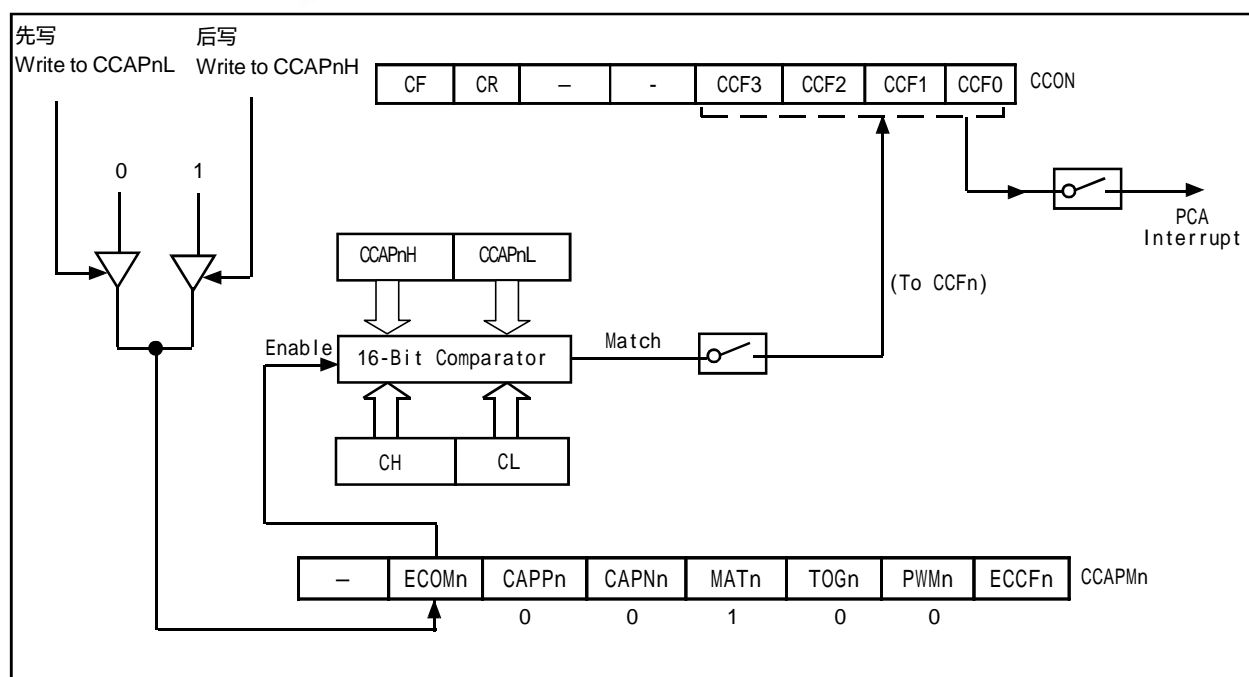 先写 后写
Write to CCAPnL Write to CCAPnH
CF CR – - CCF3 CCF2 CCF1 CCF0 CCON
0 1
PCA
Interrupt
CCAPnH CCAPnL
(To CCFn)
Enable 16-Bit Comparator Match
CH CL
– ECOMn CAPPn CAPNn MATn TOGn PWMn ECCFn CCAPMn
0 0 1 0 0